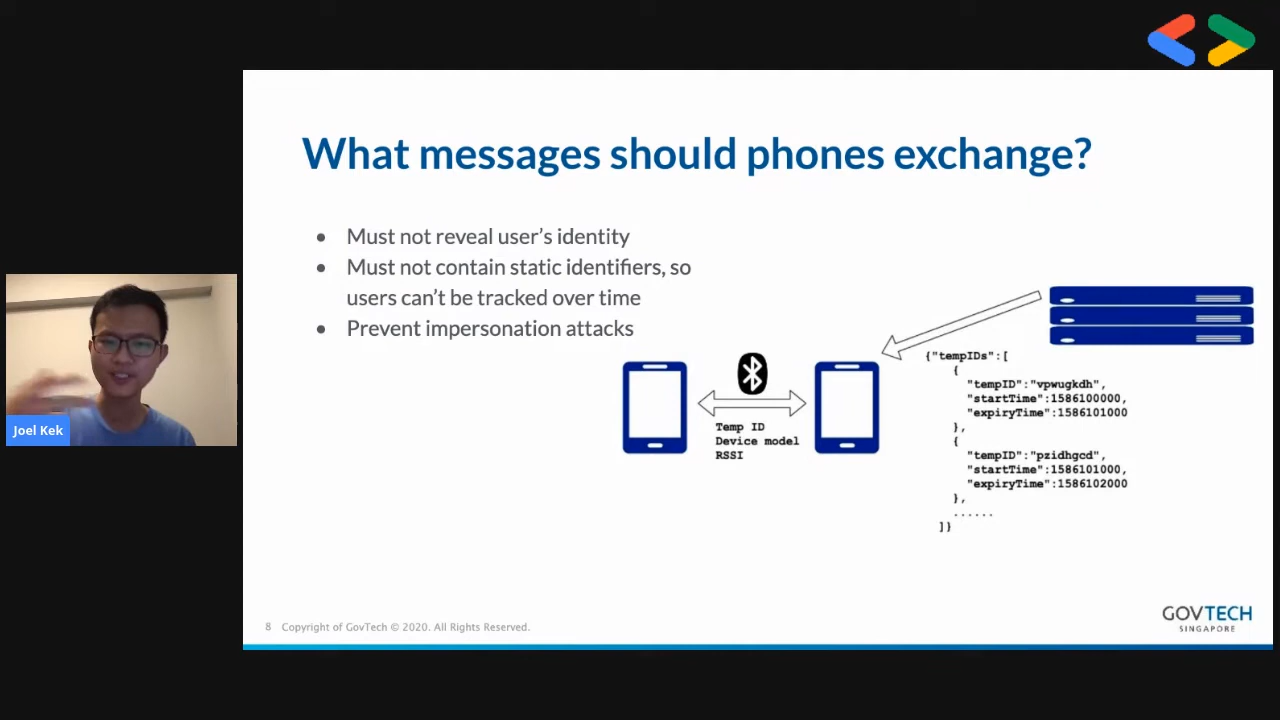 What messages should phones exchange?
● Must not reveal user's identity
● Must not contain static identifiers, so
users can't be tracked over time
● Prevent impersonation attacks
Temp ID
Device model
RSSI
{"tempIDs":[
{
"tempID":"vpwugkdh",
"startTime":1586100000,
"expiryTime":1586101000
},
{
"tempID":"pzidhgcd",
"startTime":1586101000,
"expiryTime":1586102000
},
......
]}
Joel Kek
8 Copyright of GovTech © 2020. All Rights Reserved.
GOVTECH
SINGAPORE